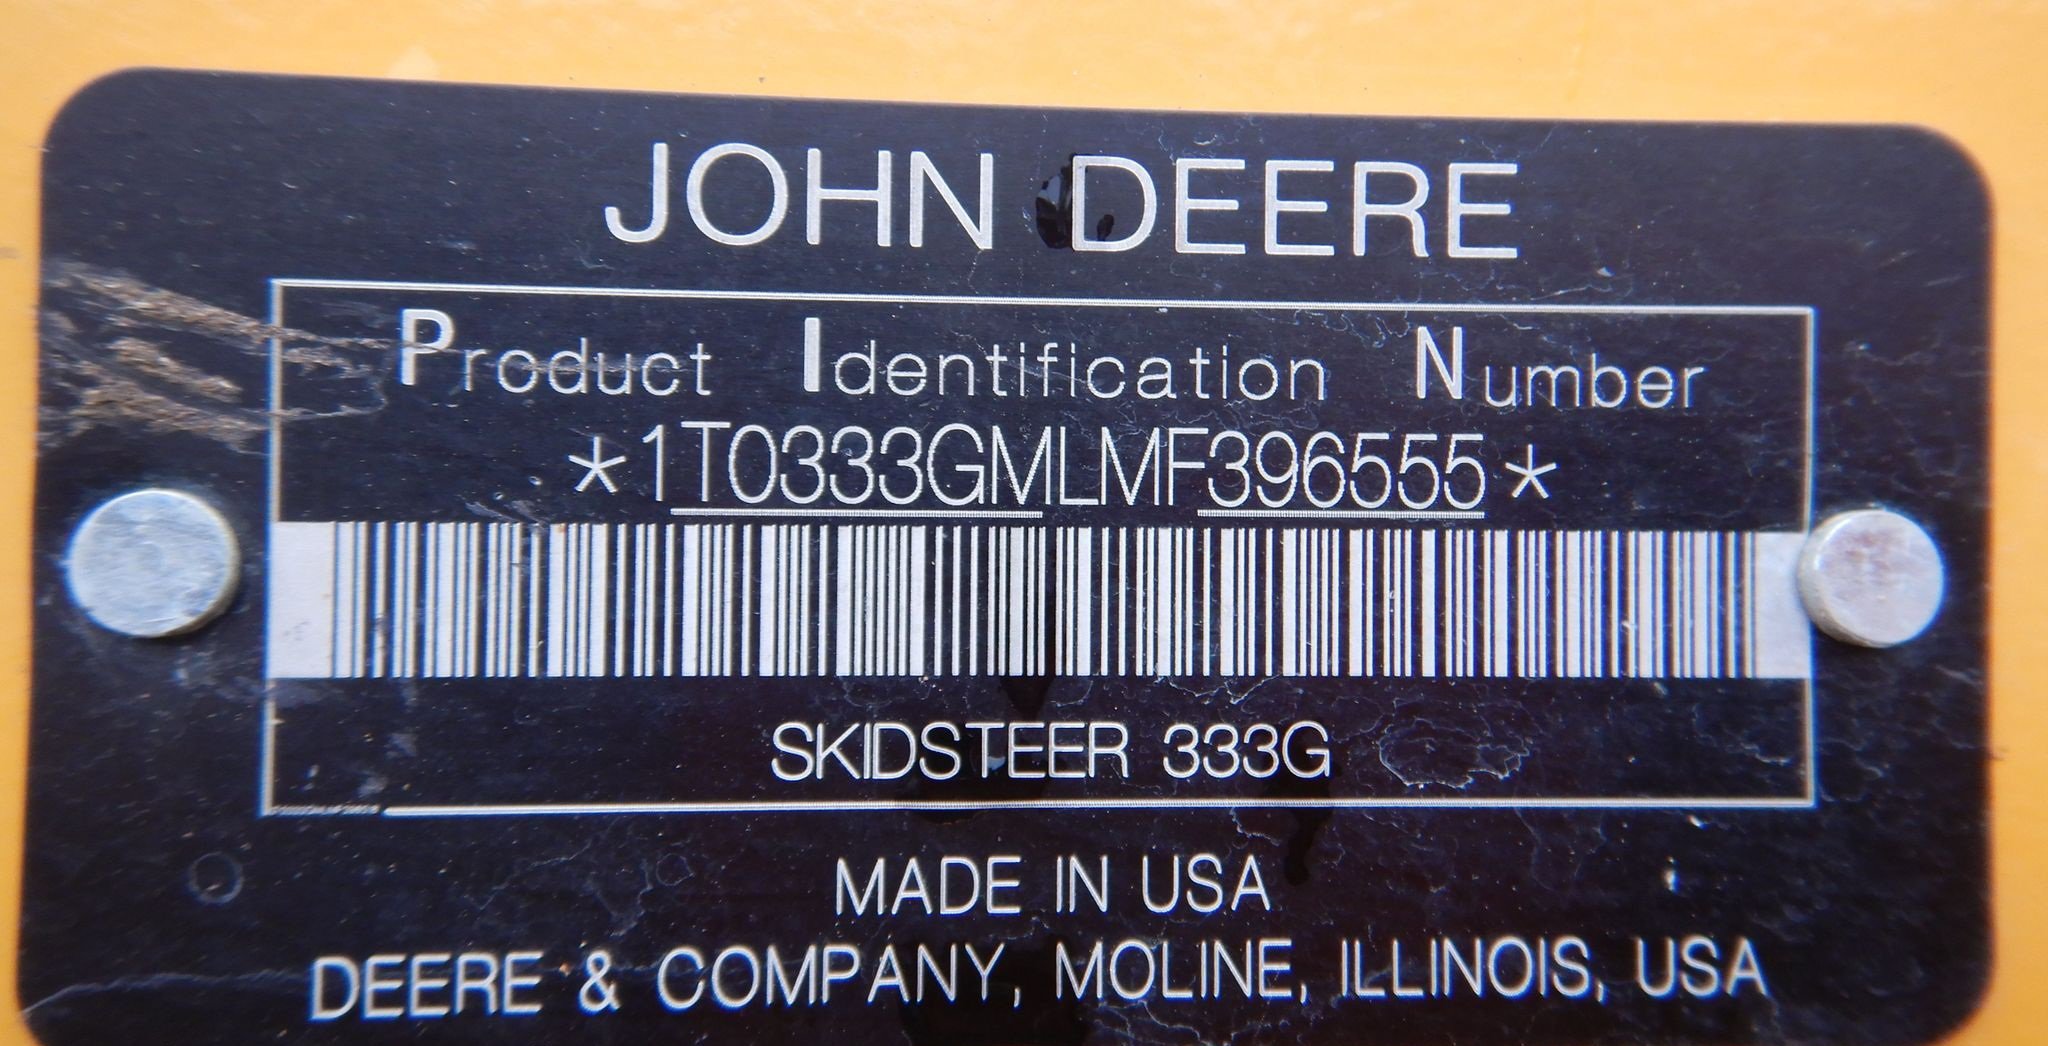 JOHN DEERE
Product Identification Number
*1T0333GMLMF396555*
SKIDSTEER 333G
MADE IN USA
DEERE & COMPANY, MOLINE, ILLINOIS, USA